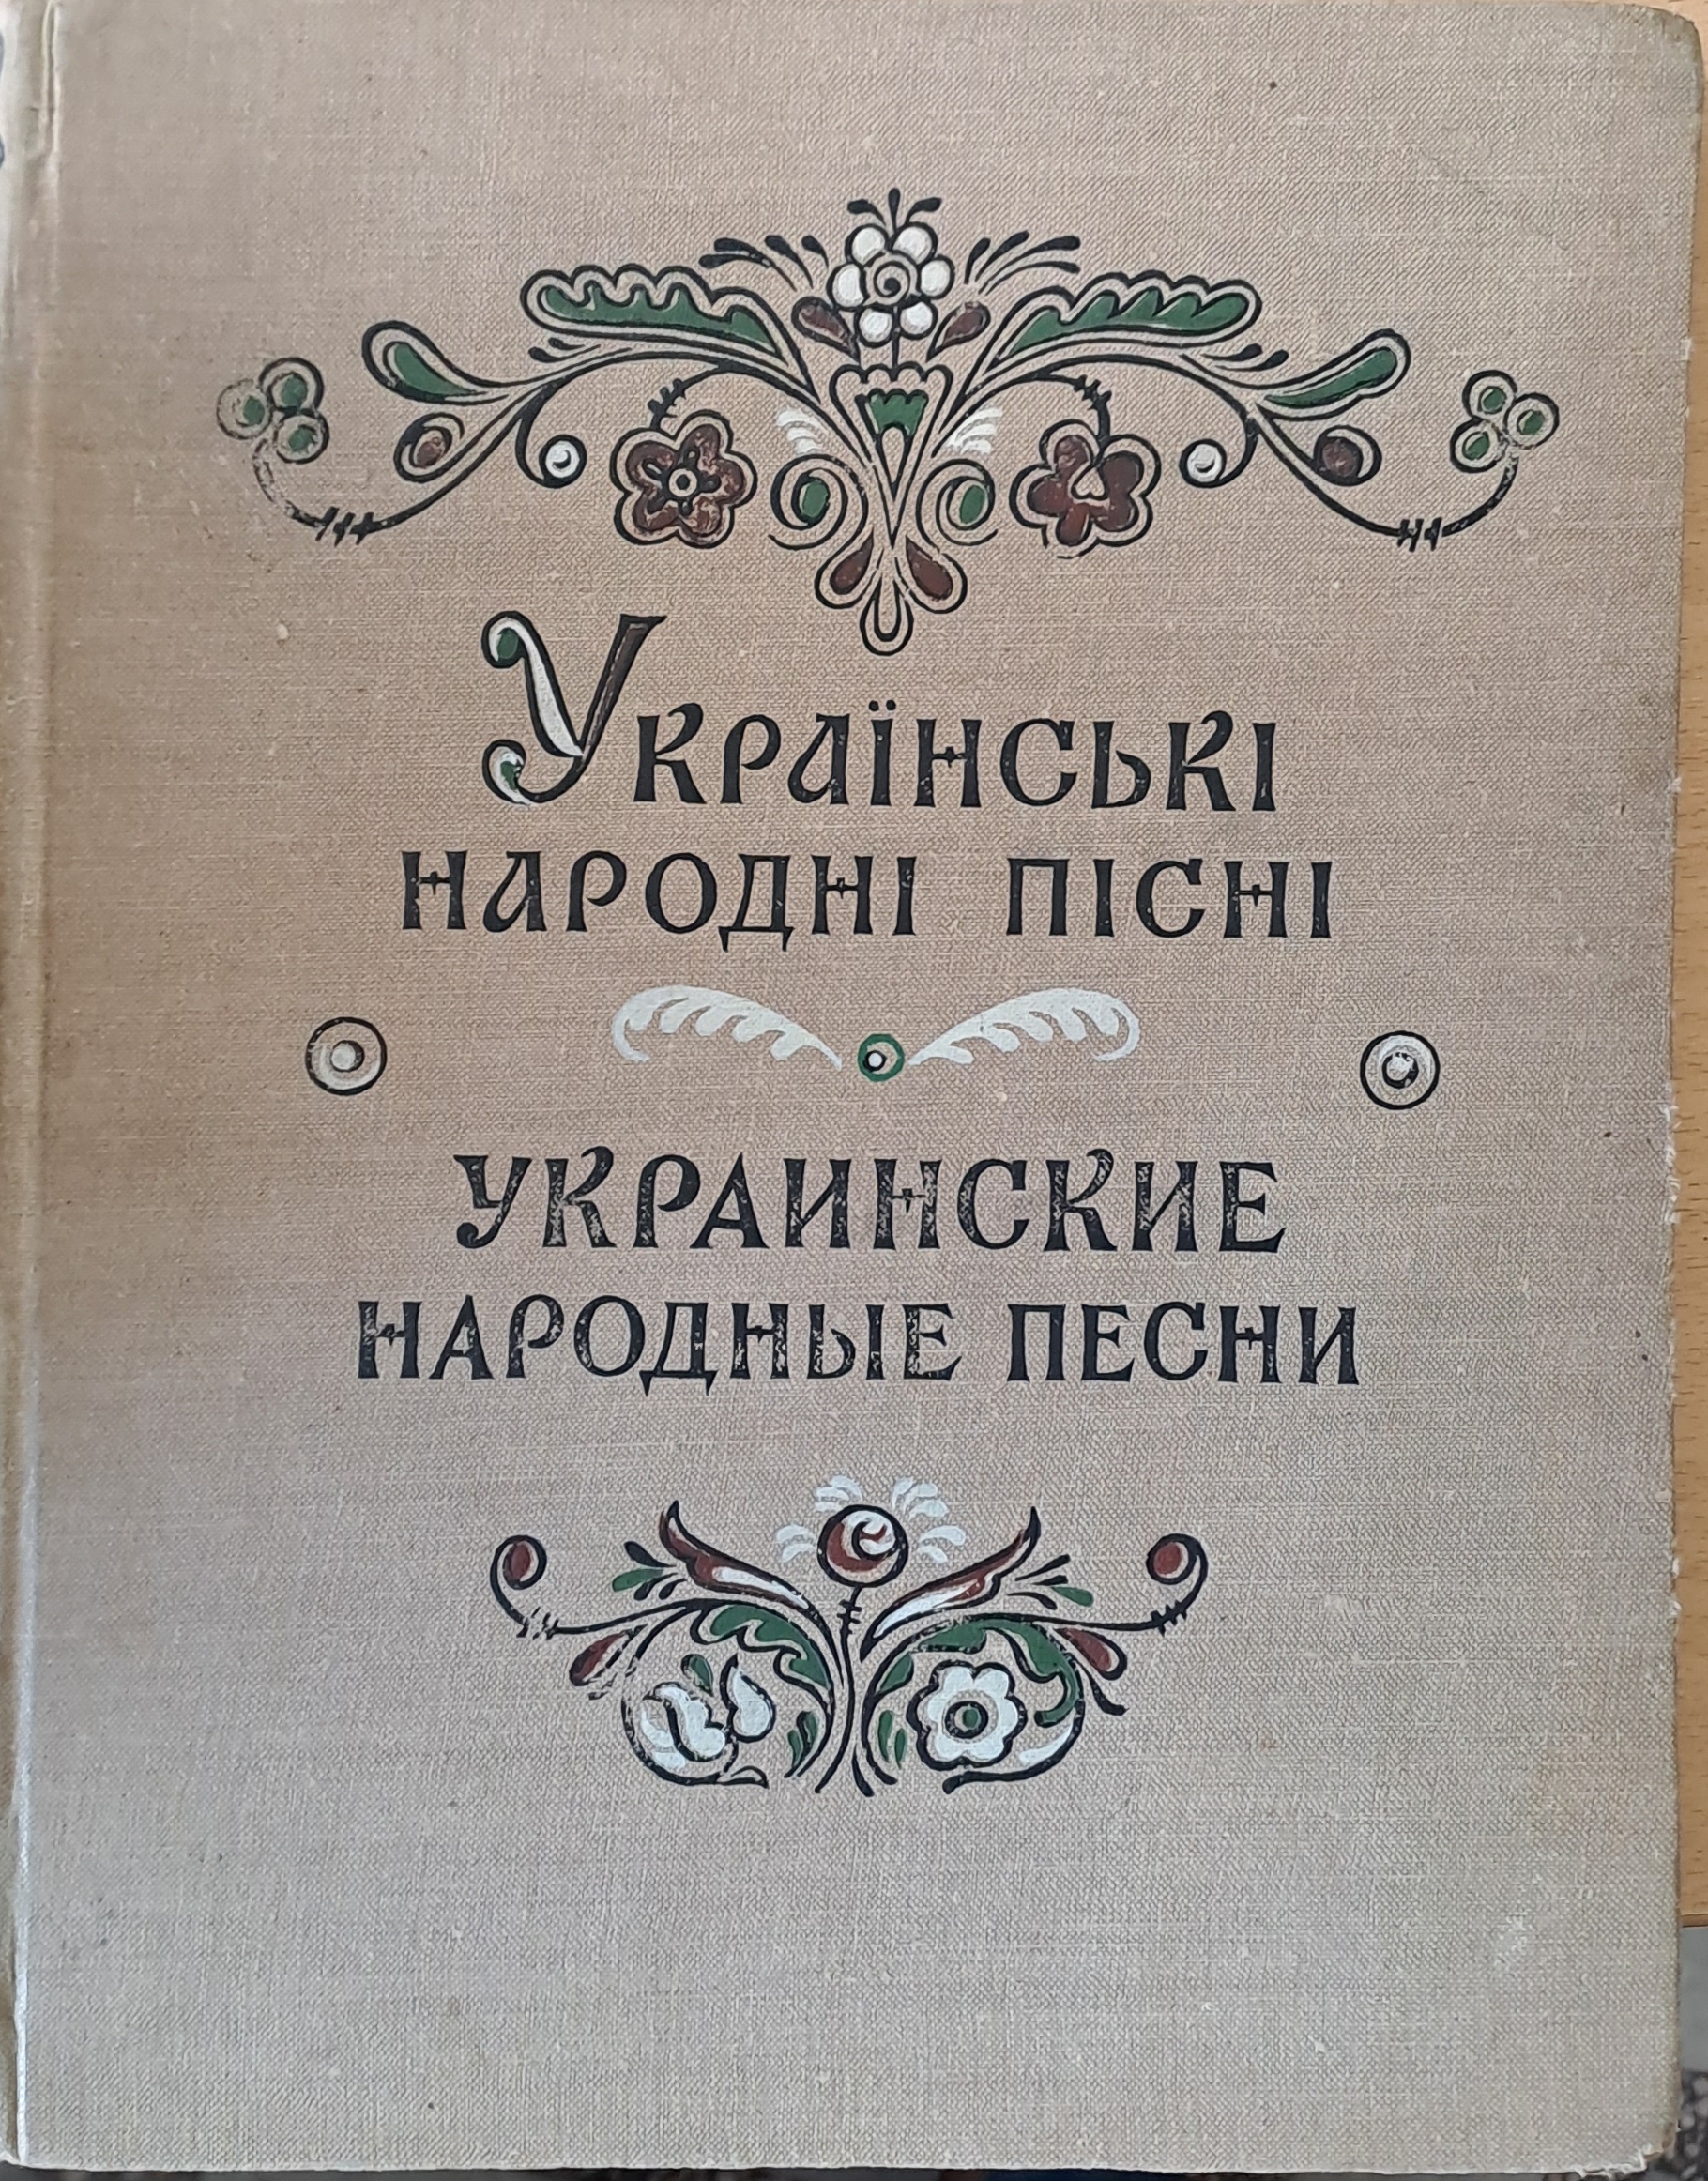 Українські
народні пісні
украинские
народные песни